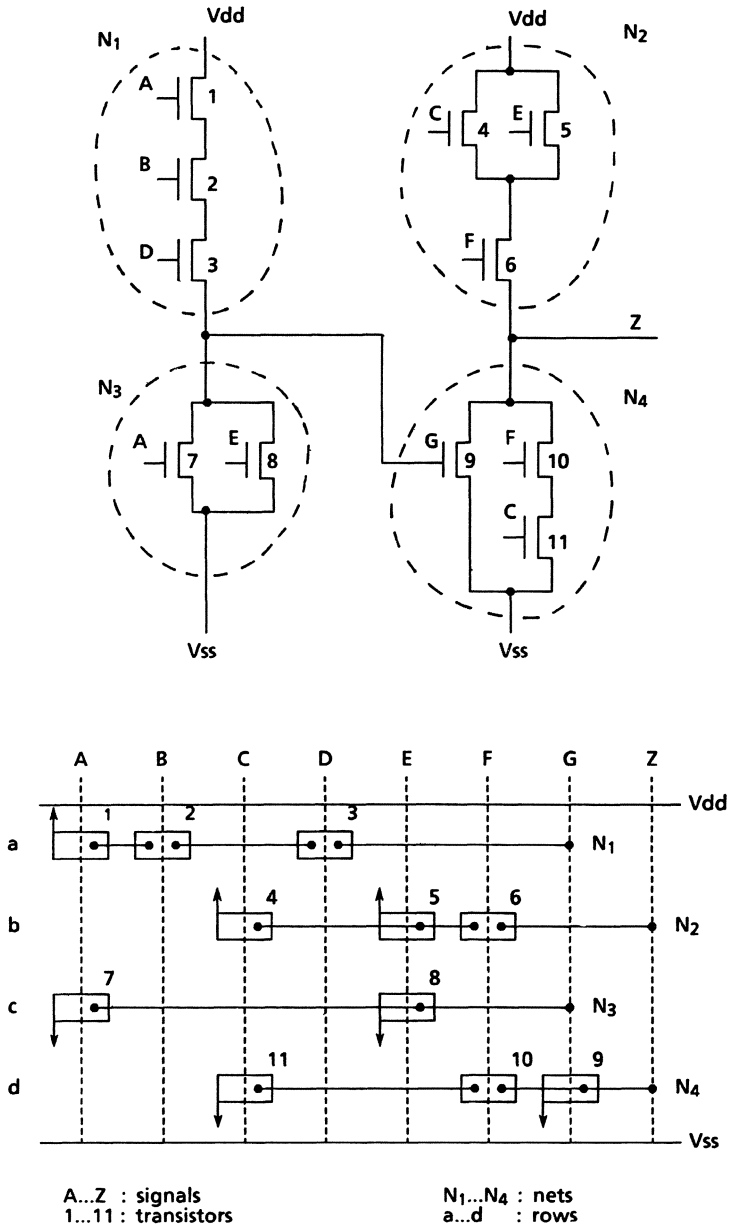 Vdd
Vdd
N1
N2
A
1
C
4
E
5
B
2
D
3
F
6
Z
N3
N4
A
7
E
8
G
9
F
10
C
11
Vss
Vss
A B C D E F G Z
Vdd
1 2 3
a N1
4 5 6
b N2
7 8
c N3
11 10 9
d N4
Vss
A...Z : signals N1...N4 : nets
1...11 : transistors a...d : rows